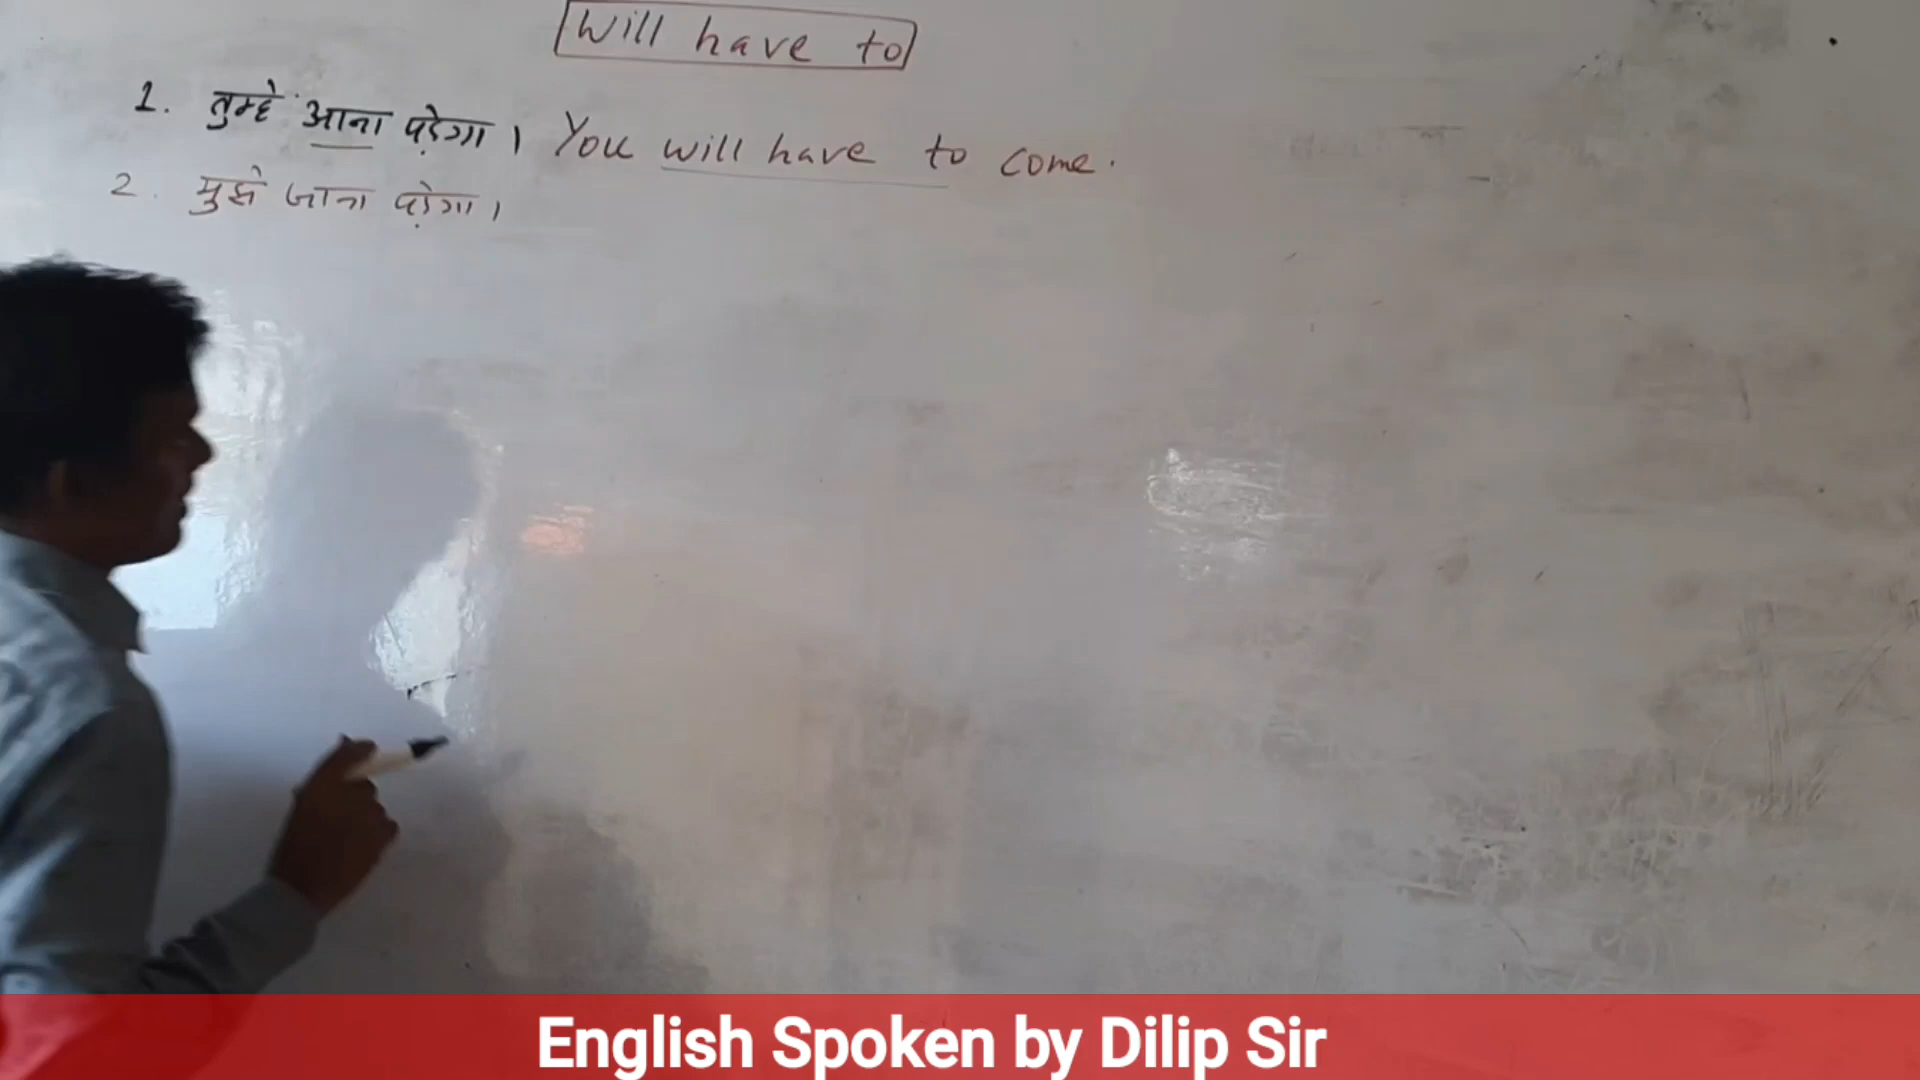 Will have to
1. तुम्हे आना पड़ेगा। You will have to come.
2. मुझे जाना पड़ेगा।
English Spoken by Dilip Sir